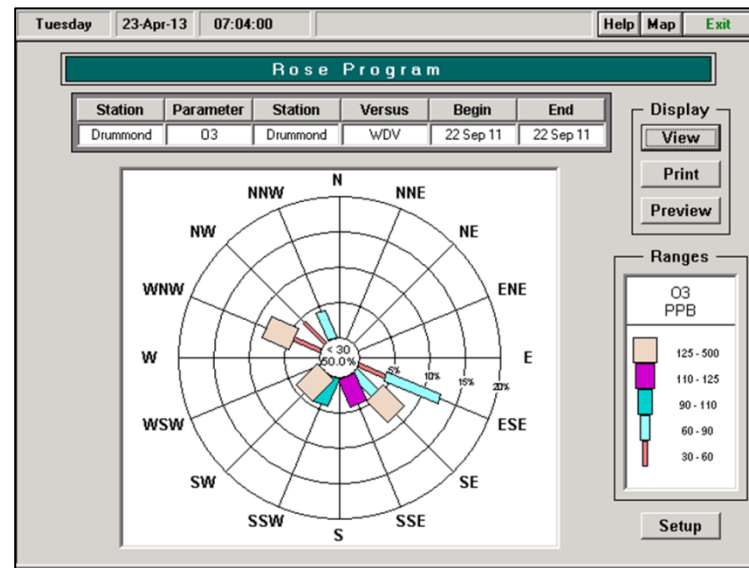 Tuesday 23-Apr-13 07:04:00 Help Map Exit
Rose Program
Station Parameter Station Versus Begin End
Drummond O3 Drummond WDV 22 Sep 11 22 Sep 11
Display
View
Print
Preview
N
NNW NNE
NW NE
WNW ENE
< 30
W E
50.0%
5% 10% 15% 20%
WSW ESE
SW SE
SSW SSE
S
Ranges
O3
PPB
125 - 500
110 - 125
90 - 110
60 - 90
30 - 60
Setup